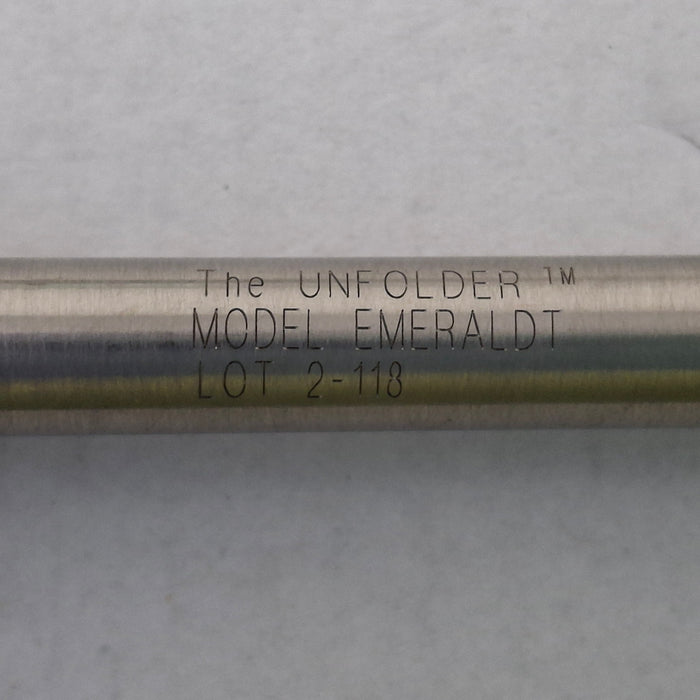 The UNFOLDER ™
MODEL EMERALDT
LOT 2-118